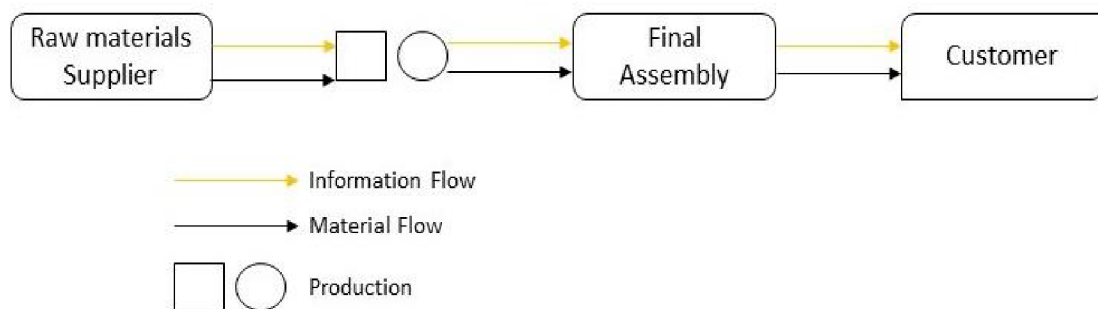 Raw materials
Supplier
Final
Assembly
Customer
Information Flow
Material Flow
Production